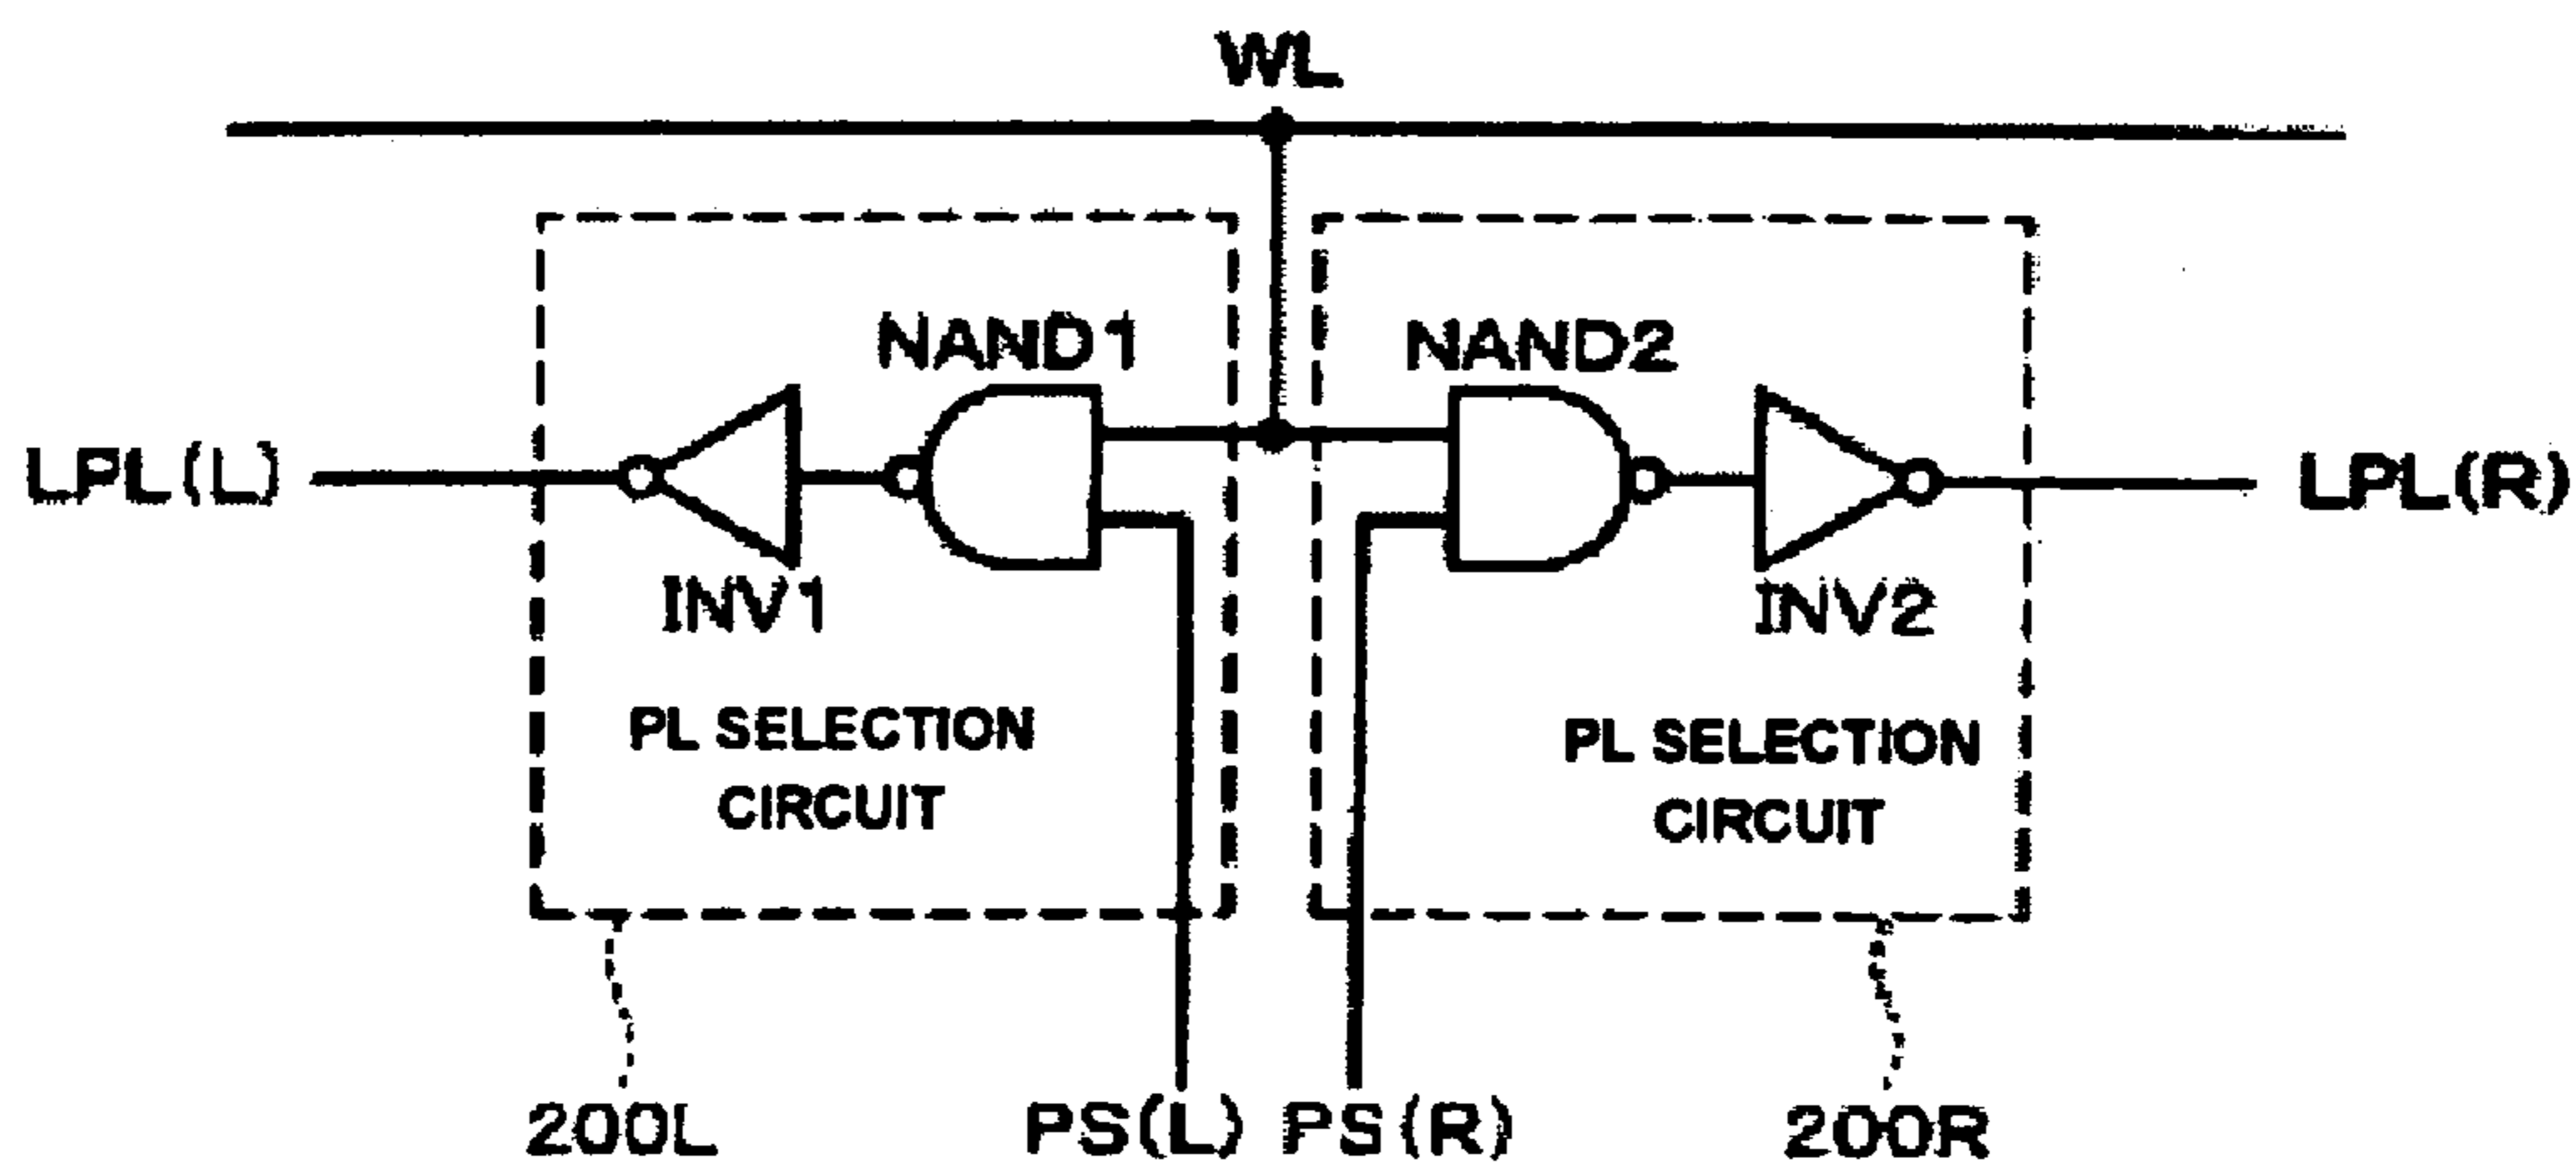 WL
NAND1 NAND2
LPL(L) LPL(R)
INV1 INV2
PL SELECTION
CIRCUIT
PL SELECTION
CIRCUIT
200L PS(L) PS(R) 200R